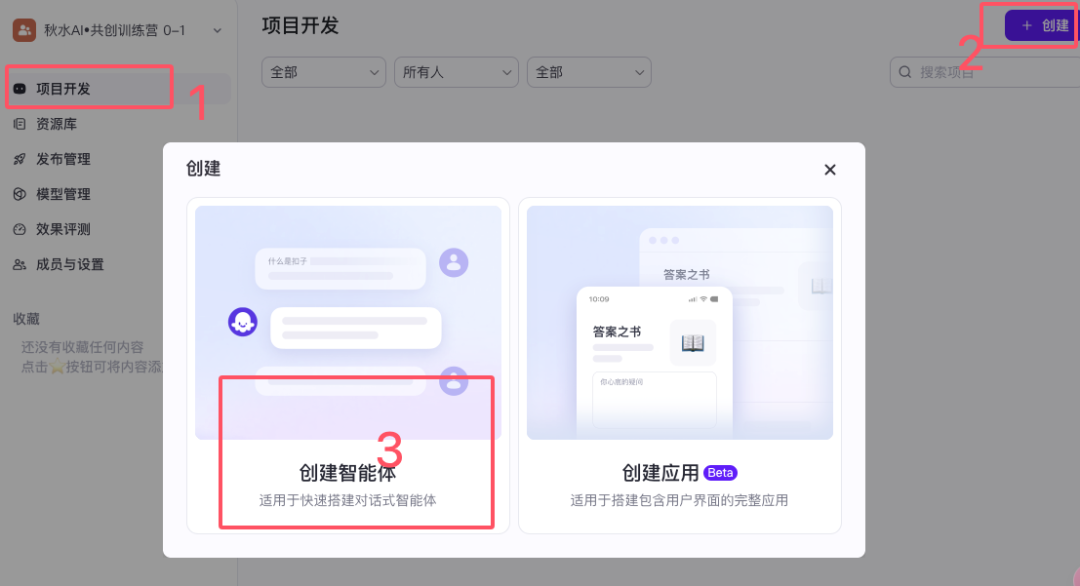 秋水AI•共创训练营 0-1
项目开发
+ 创建
1
2
项目开发
全部
所有人
全部
搜索项目
资源库
发布管理
模型管理
效果评测
成员与设置
收藏
还没有收藏任何内容
点击⭐按钮可将内容添
创建
什么是扣子
3
创建智能体
适用于快速搭建对话式智能体
答案之书
10:09
答案之书
你心底的疑问
创建应用 Beta
适用于搭建包含用户界面的完整应用